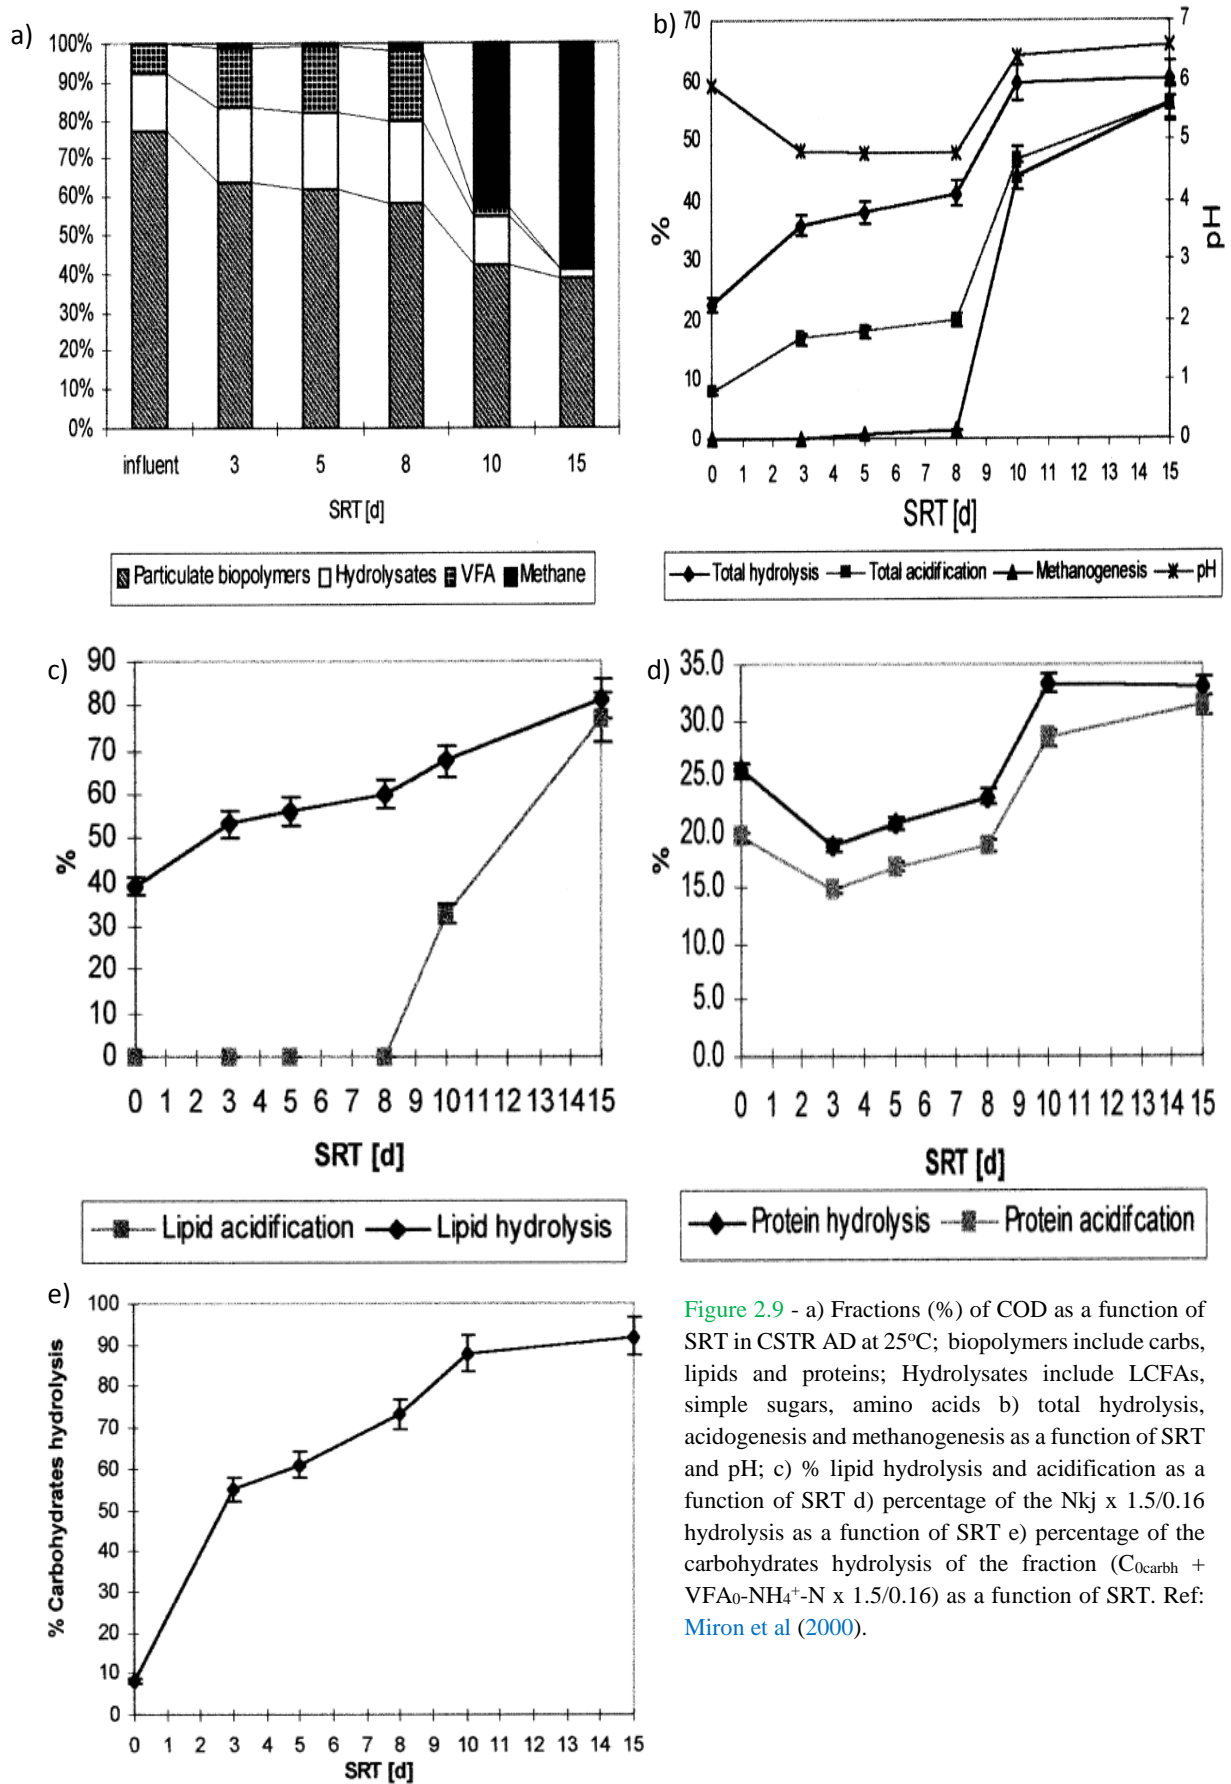 a)
100%
90%
80%
70%
60%
50%
40%
30%
20%
10%
0%
influent 3 5 8 10 15
SRT [d]
Particulate biopolymers Hydrolysates VFA Methane
b)
70
60
50
40
30
20
10
0
%
7
6
5
4
3
2
1
0
pH
0 1 2 3 4 5 6 7 8 9 10 11 12 13 14 15
SRT [d]
Total hydrolysis Total acidification Methanogenesis pH
c)
90
80
70
60
50
40
30
20
10
0
%
0 1 2 3 4 5 6 7 8 9 10 11 12 13 14 15
SRT [d]
Lipid acidification Lipid hydrolysis
d)
35.0
30.0
25.0
20.0
15.0
10.0
5.0
0.0
%
0 1 2 3 4 5 6 7 8 9 10 11 12 13 14 15
SRT [d]
Protein hydrolysis Protein acidifcation
e)
100
90
80
70
60
50
40
30
20
10
0
% Carbohydrates hydrolysis
0 1 2 3 4 5 6 7 8 9 10 11 12 13 14 15
SRT [d]
Figure 2.9 - a) Fractions (%) of COD as a function of
SRT in CSTR AD at 25°C; biopolymers include carbs,
lipids and proteins; Hydrolysates include LCFAs,
simple sugars, amino acids b) total hydrolysis,
acidogenesis and methanogenesis as a function of SRT
and pH; c) % lipid hydrolysis and acidification as a
function of SRT d) percentage of the Nkj x 1.5/0.16
hydrolysis as a function of SRT e) percentage of the
carbohydrates hydrolysis of the fraction (C0carbh +
VFA0-NH4+-N x 1.5/0.16) as a function of SRT. Ref:
Miron et al (2000).